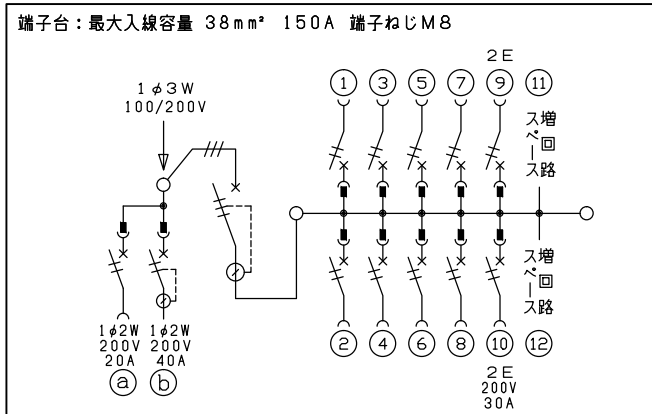 端子台：最大入線容量 38mm² 150A 端子ねじM8
2E
① ③ ⑤ ⑦ ⑨ ⑪
1φ3W
100/200V
増回路
スペース
増回路
スペース
1φ2W
200V
20A
ⓐ
1φ2W
200V
40A
ⓑ
② ④ ⑥ ⑧ ⑩ ⑫
2E
200V
30A